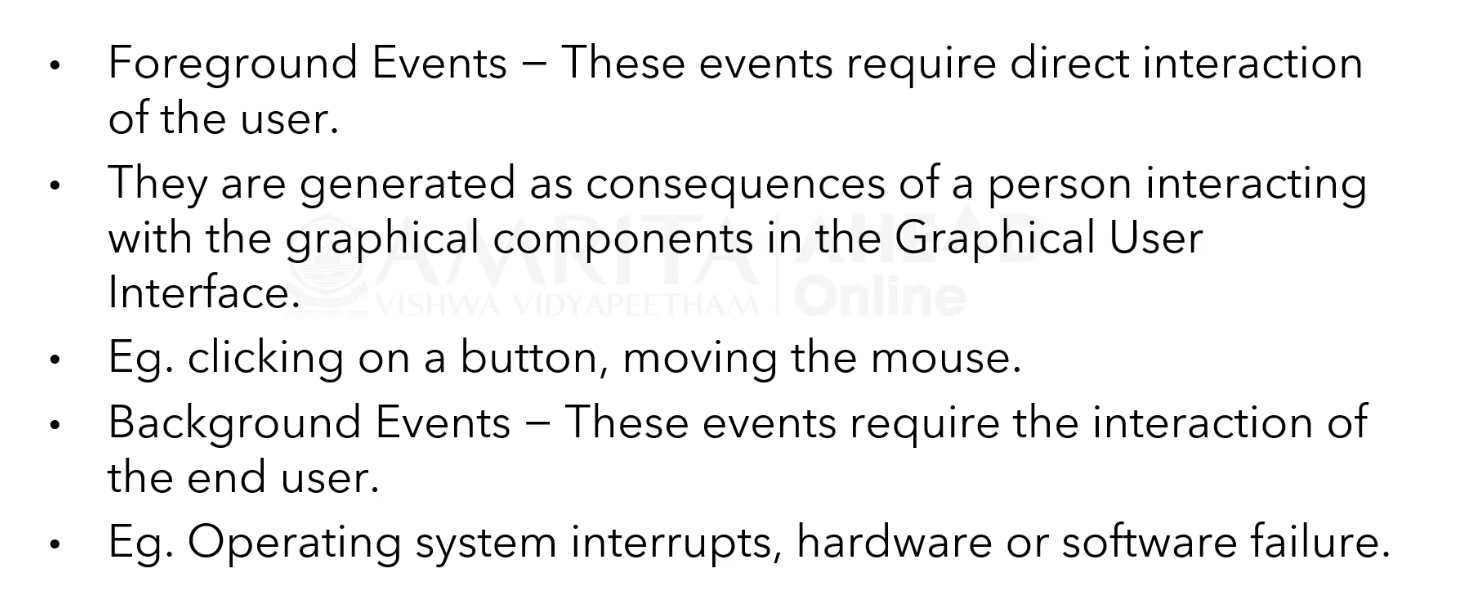 • Foreground Events – These events require direct interaction
of the user.
• They are generated as consequences of a person interacting
with the graphical components in the Graphical User
Interface.
AMRITA
VISHWA VIDYAPEETHAM
AHEAD
Online
• Eg. clicking on a button, moving the mouse.
• Background Events – These events require the interaction of
the end user.
• Eg. Operating system interrupts, hardware or software failure.